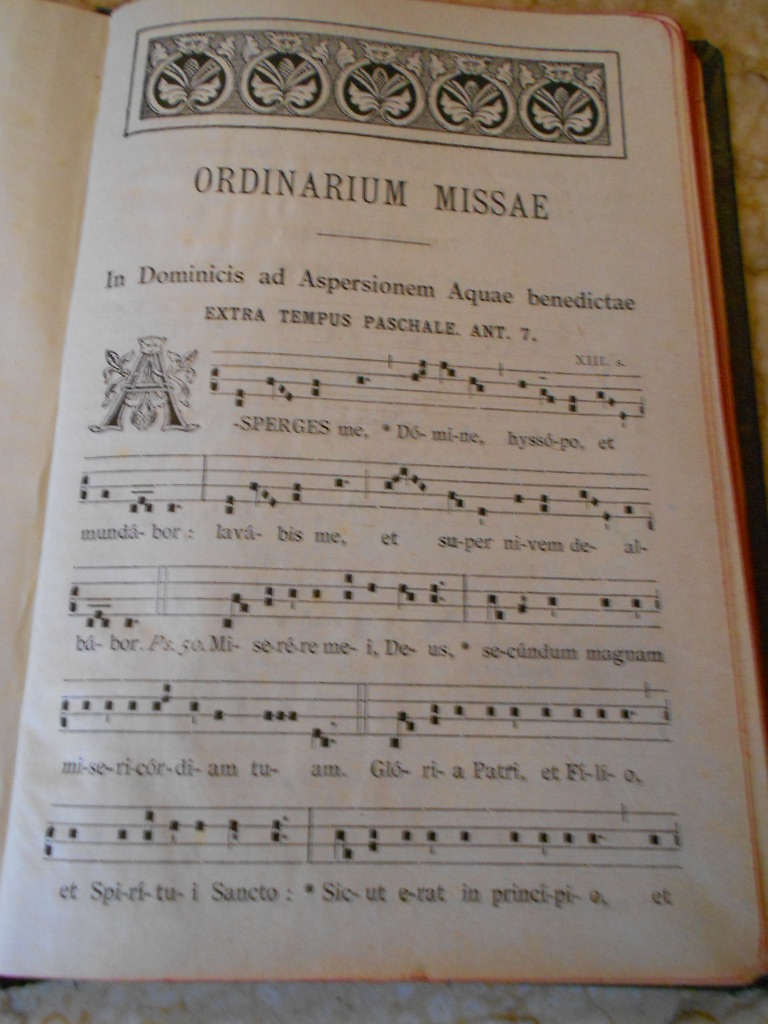 ORDINARIUM MISSAE
In Dominicis ad Aspersionem Aquae benedictae
EXTRA TEMPUS PASCHALE. ANT. 7.
XIII. s.
A-SPERGES me, * Dó- mi-ne, hyssó-po, et
mundá- bor : lavá- bis me, et su-per ni-vem de- al-
bá- bor. Ps. 50. Mi- se-ré-re me- i, De- us, * se-cúndum magnam
mi-se-ri-cór-di- am tu- am. Gló- ri- a Patri, et Fí-li- o,
et Spi-rí-tu- i Sancto : * Sic- ut e-rat in princí-pi- o, et